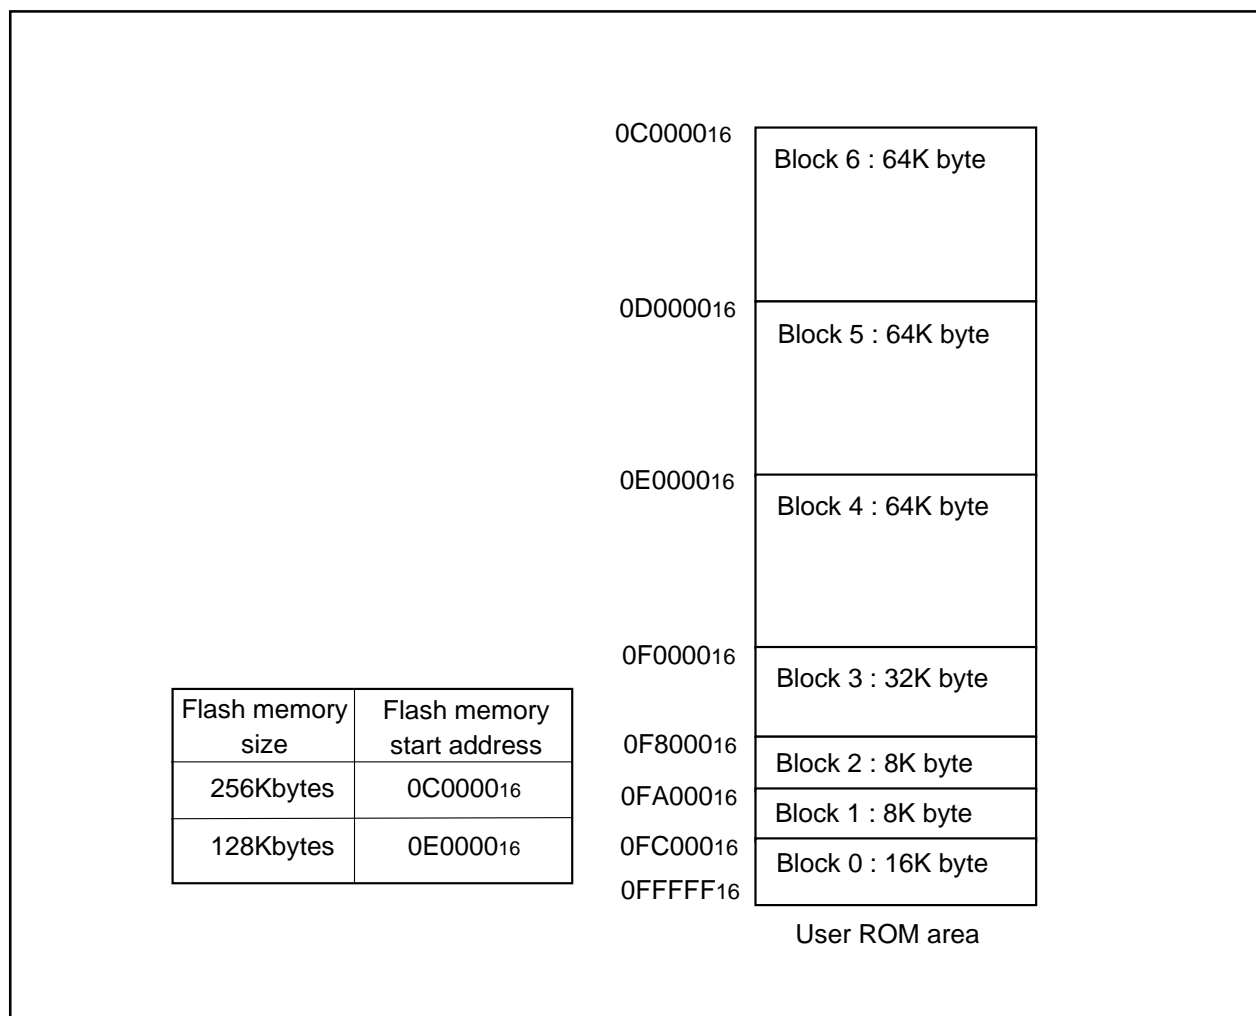 0C000016
Block 6 : 64K byte
0D000016
Block 5 : 64K byte
0E000016
Block 4 : 64K byte
0F000016
Block 3 : 32K byte
0F800016
Block 2 : 8K byte
0FA00016
Block 1 : 8K byte
0FC00016
Block 0 : 16K byte
0FFFFF16
User ROM area
Flash memory size
Flash memory start address
256Kbytes
0C000016
128Kbytes
0E000016